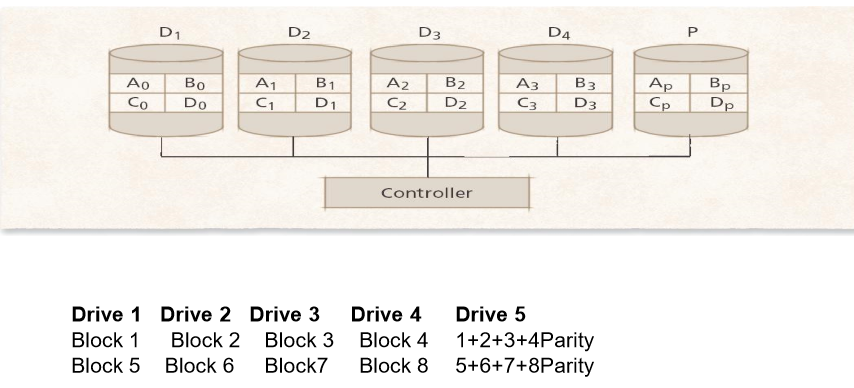 D1 D2 D3 D4 P
A0 B0 A1 B1 A2 B2 A3 B3 Ap Bp
C0 D0 C1 D1 C2 D2 C3 D3 Cp Dp
Controller
Drive 1 Drive 2 Drive 3 Drive 4 Drive 5
Block 1 Block 2 Block 3 Block 4 1+2+3+4Parity
Block 5 Block 6 Block7 Block 8 5+6+7+8Parity